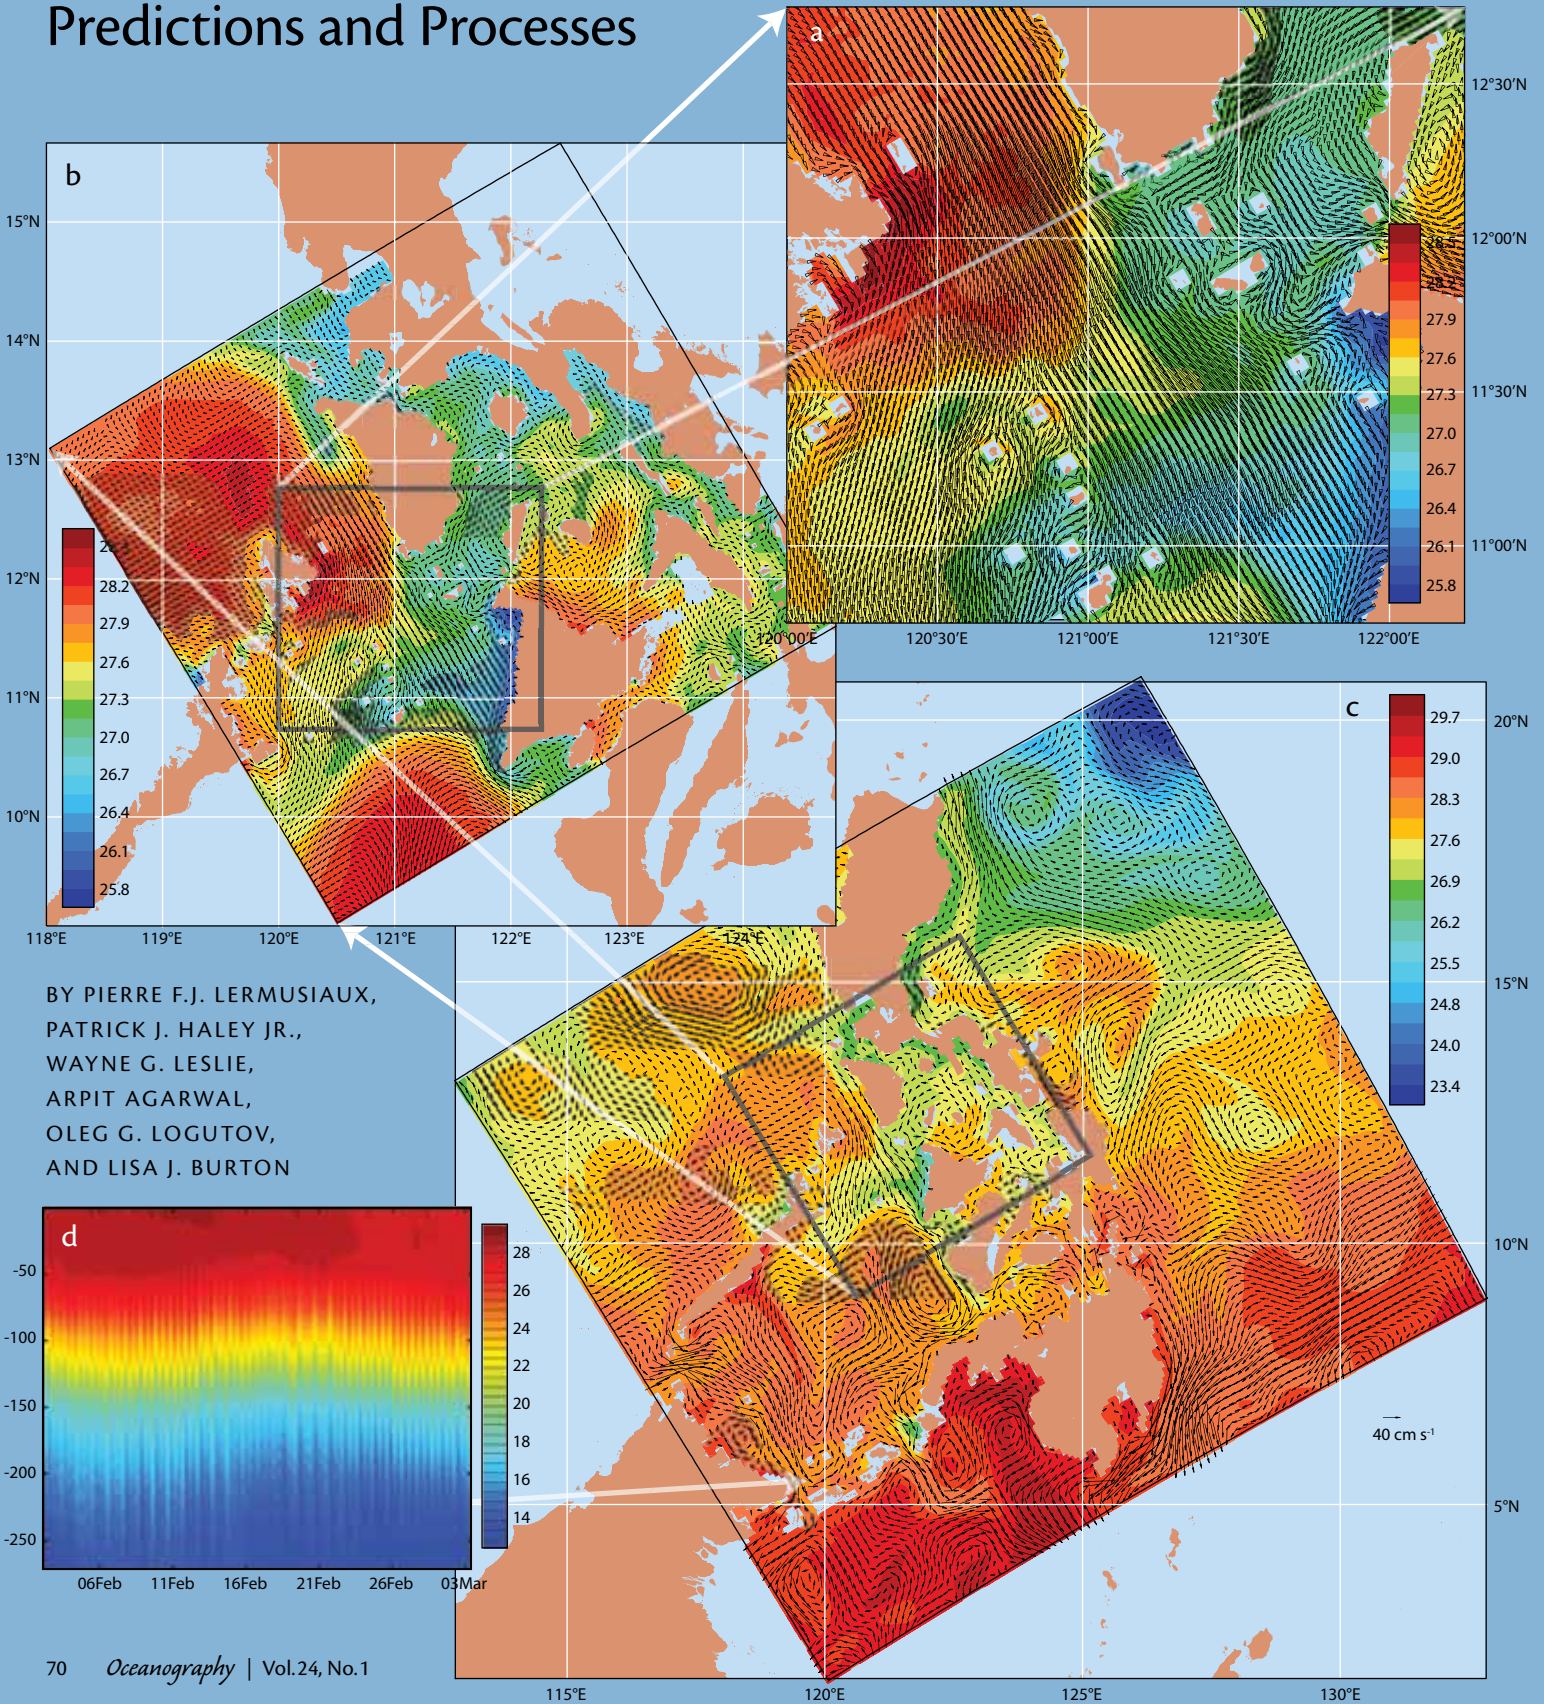 Predictions and Processes
a
12°30’N
12°00’N
11°30’N
11°00’N
28.5
28.2
27.9
27.6
27.3
27.0
26.7
26.4
26.1
25.8
120°00’E
120°30’E
121°00’E
121°30’E
122°00’E
b
15°N
14°N
13°N
12°N
11°N
10°N
28.2
27.9
27.6
27.3
27.0
26.7
26.4
26.1
25.8
118°E
119°E
120°E
121°E
122°E
123°E
124°E
c
29.7
29.0
28.3
27.6
26.9
26.2
25.5
24.8
24.0
23.4
20°N
15°N
10°N
5°N
40 cm s-1
115°E
120°E
125°E
130°E
BY PIERRE F.J. LERMUSIAUX,
PATRICK J. HALEY JR.,
WAYNE G. LESLIE,
ARPIT AGARWAL,
OLEG G. LOGUTOV,
AND LISA J. BURTON
d
-50
-100
-150
-200
-250
28
26
24
22
20
18
16
14
06Feb
11Feb
16Feb
21Feb
26Feb
03Mar
70 Oceanography | Vol.24, No.1